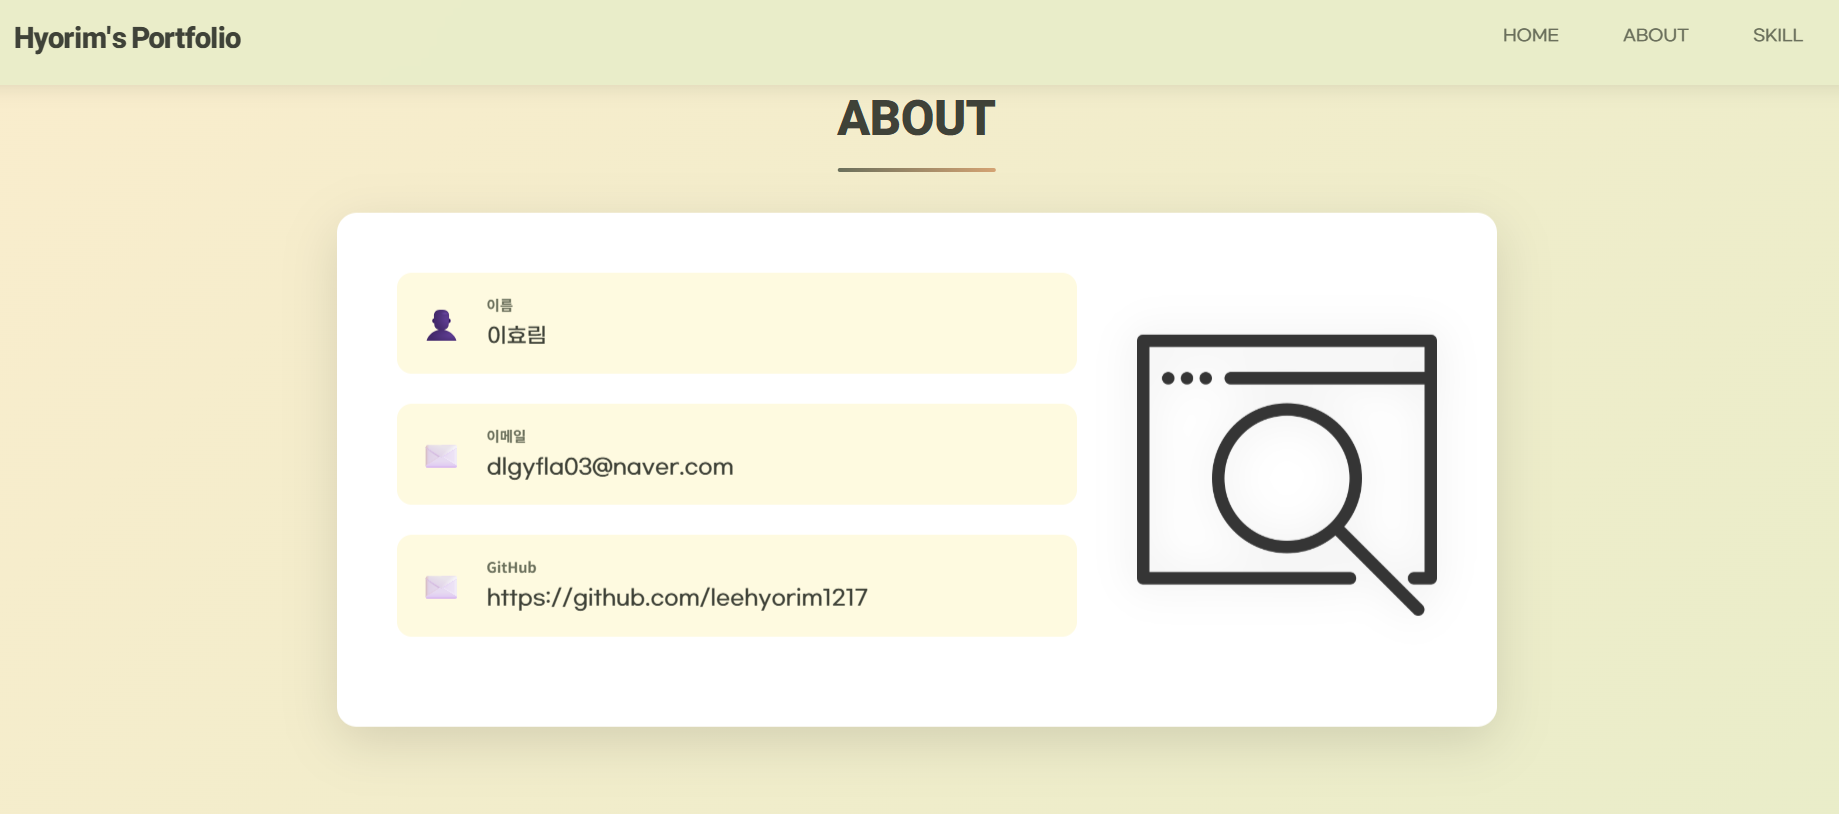 Hyorim's Portfolio
HOME ABOUT SKILL
ABOUT
이름
이효림
이메일
dlgyfla03@naver.com
GitHub
https://github.com/leehyorim1217